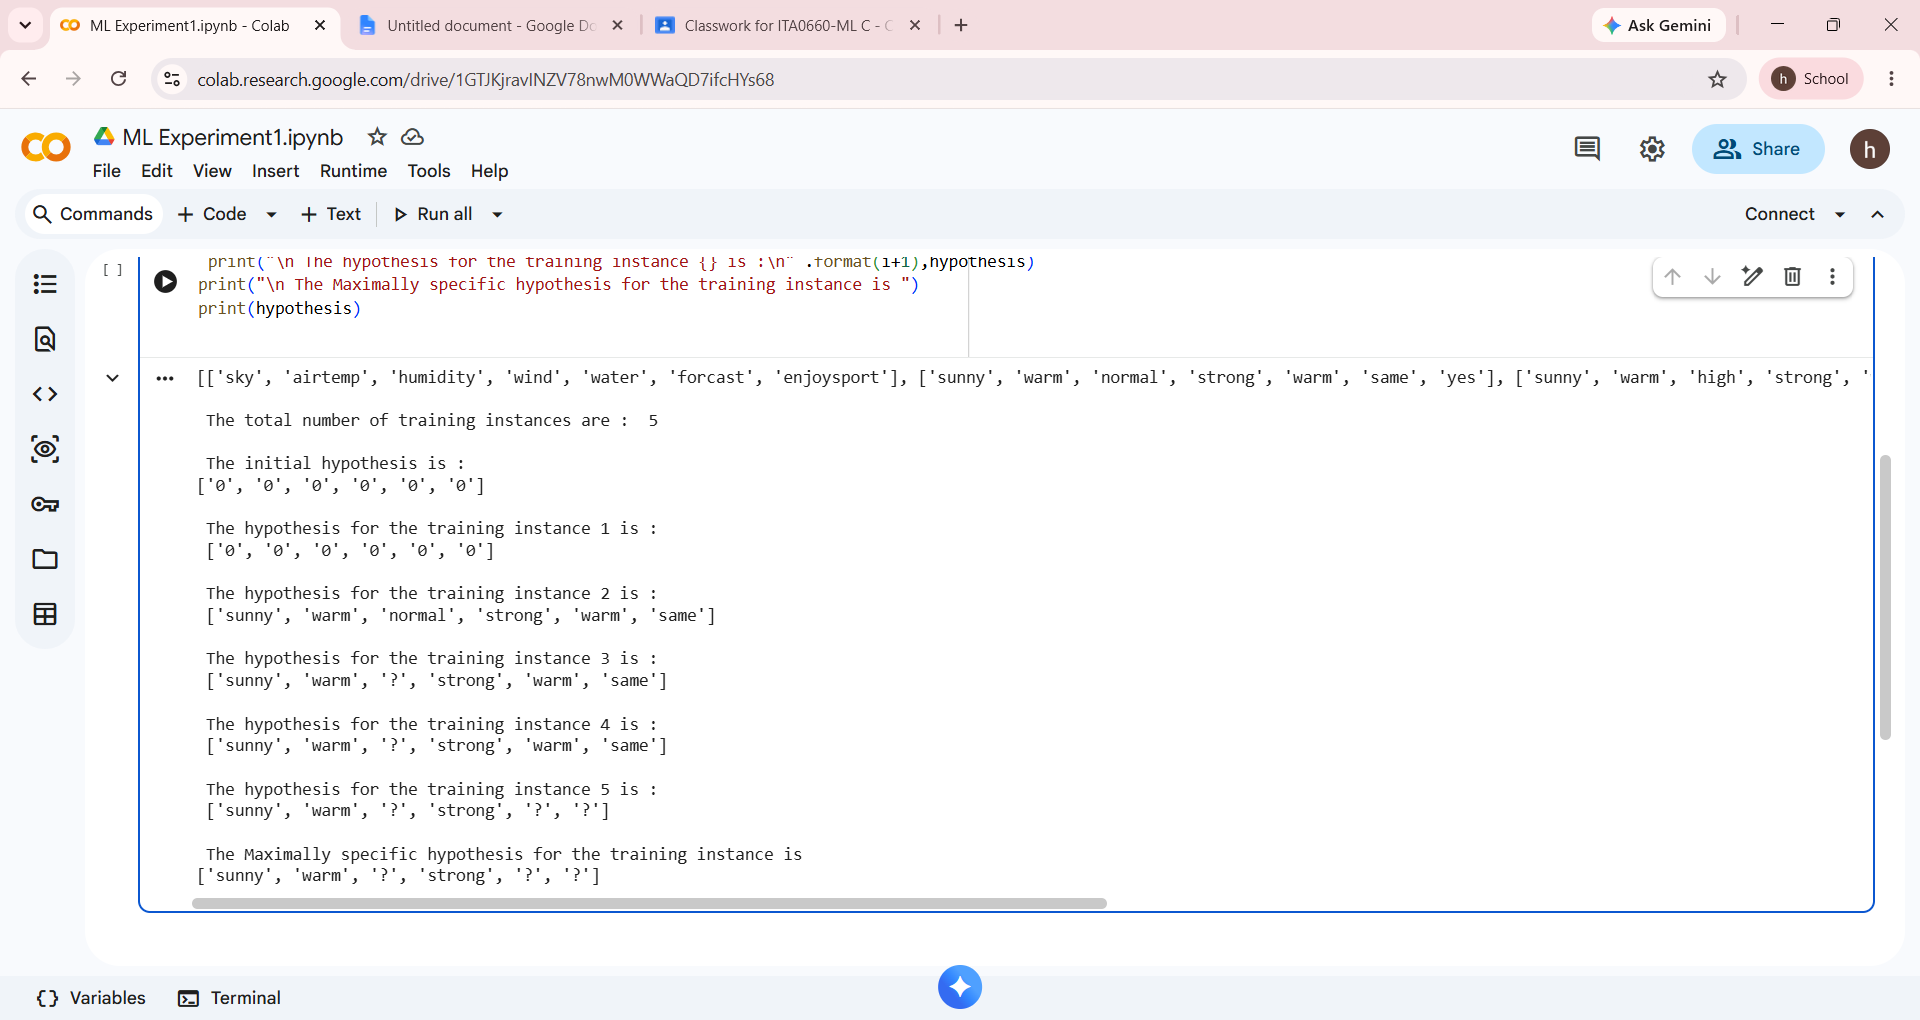 ML Experiment1.ipynb - Colab
Untitled document - Google Do
Classwork for ITA0660-ML C - C
Ask Gemini
colab.research.google.com/drive/1GTJKjravINZV78nwM0WWaQD7ifcHYs68
h School
ML Experiment1.ipynb
File Edit View Insert Runtime Tools Help
Share
h
Commands + Code + Text Run all Connect
[ ] print("\n The hypothesis for the training instance {} is :\n" .format(i+1),hypothesis)
print("\n The Maximally specific hypothesis for the training instance is ")
print(hypothesis)
[['sky', 'airtemp', 'humidity', 'wind', 'water', 'forcast', 'enjoysport'], ['sunny', 'warm', 'normal', 'strong', 'warm', 'same', 'yes'], ['sunny', 'warm', 'high', 'strong', '
The total number of training instances are : 5
The initial hypothesis is :
['0', '0', '0', '0', '0', '0']
The hypothesis for the training instance 1 is :
['0', '0', '0', '0', '0', '0']
The hypothesis for the training instance 2 is :
['sunny', 'warm', 'normal', 'strong', 'warm', 'same']
The hypothesis for the training instance 3 is :
['sunny', 'warm', '?', 'strong', 'warm', 'same']
The hypothesis for the training instance 4 is :
['sunny', 'warm', '?', 'strong', 'warm', 'same']
The hypothesis for the training instance 5 is :
['sunny', 'warm', '?', 'strong', '?', '?']
The Maximally specific hypothesis for the training instance is
['sunny', 'warm', '?', 'strong', '?', '?']
Variables Terminal